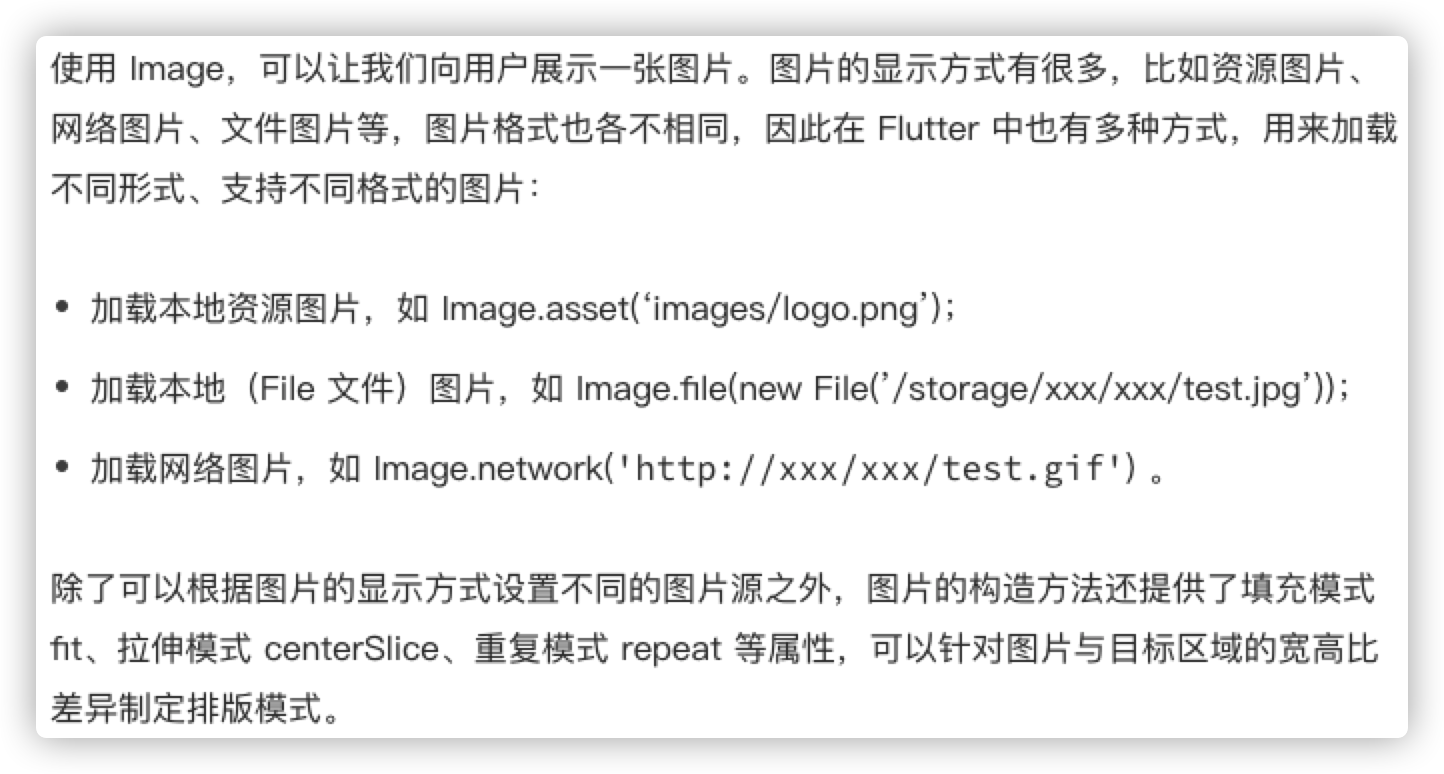 使用 Image，可以让我们向用户展示一张图片。图片的显示方式有很多，比如资源图片、
网络图片、文件图片等，图片格式也各不相同，因此在 Flutter 中也有多种方式，用来加载
不同形式、支持不同格式的图片：
• 加载本地资源图片，如 Image.asset(‘images/logo.png’)；
• 加载本地（File 文件）图片，如 Image.file(new File(’/storage/xxx/xxx/test.jpg’))；
• 加载网络图片，如 Image.network('http://xxx/xxx/test.gif') 。
除了可以根据图片的显示方式设置不同的图片源之外，图片的构造方法还提供了填充模式
fit、拉伸模式 centerSlice、重复模式 repeat 等属性，可以针对图片与目标区域的宽高比
差异制定排版模式。